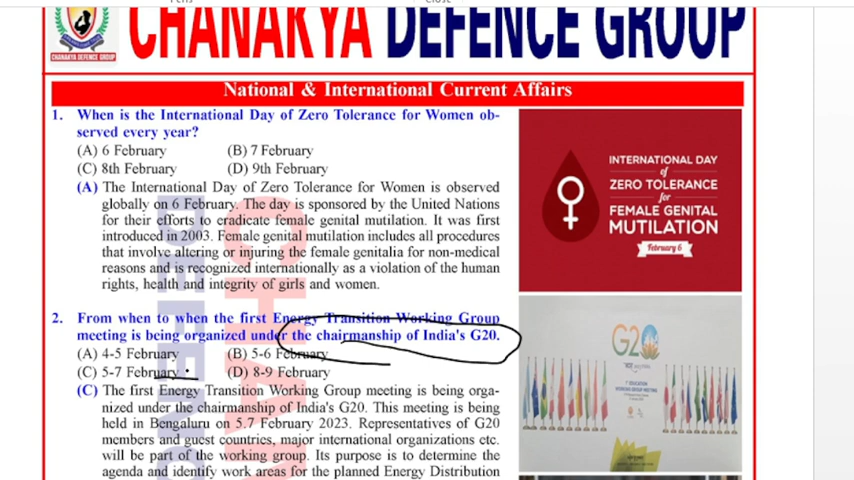 CHANAKYA DEFENCE GROUP
CHANAKYA DEFENCE GROUP
National & International Current Affairs
1. When is the International Day of Zero Tolerance for Women ob-
served every year?
(A) 6 February (B) 7 February
(C) 8th February (D) 9th February
(A) The International Day of Zero Tolerance for Women is observed
globally on 6 February. The day is sponsored by the United Nations
for their efforts to eradicate female genital mutilation. It was first
introduced in 2003. Female genital mutilation includes all procedures
that involve altering or injuring the female genitalia for non-medical
reasons and is recognized internationally as a violation of the human
rights, health and integrity of girls and women.
INTERNATIONAL DAY
of
ZERO TOLERANCE
for
FEMALE GENITAL
MUTILATION
February 6
2. From when to when the first Energy Transition Working Group
meeting is being organized under the chairmanship of India's G20.
(A) 4-5 February (B) 5-6 February
(C) 5-7 February (D) 8-9 February
(C) The first Energy Transition Working Group meeting is being orga-
nized under the chairmanship of India's G20. This meeting is being
held in Bengaluru on 5.7 February 2023. Representatives of G20
members and guest countries, major international organizations etc.
will be part of the working group. Its purpose is to determine the
agenda and identify work areas for the planned Energy Distribution
G20
1st EDUCATION
WORKING GROUP MEETING